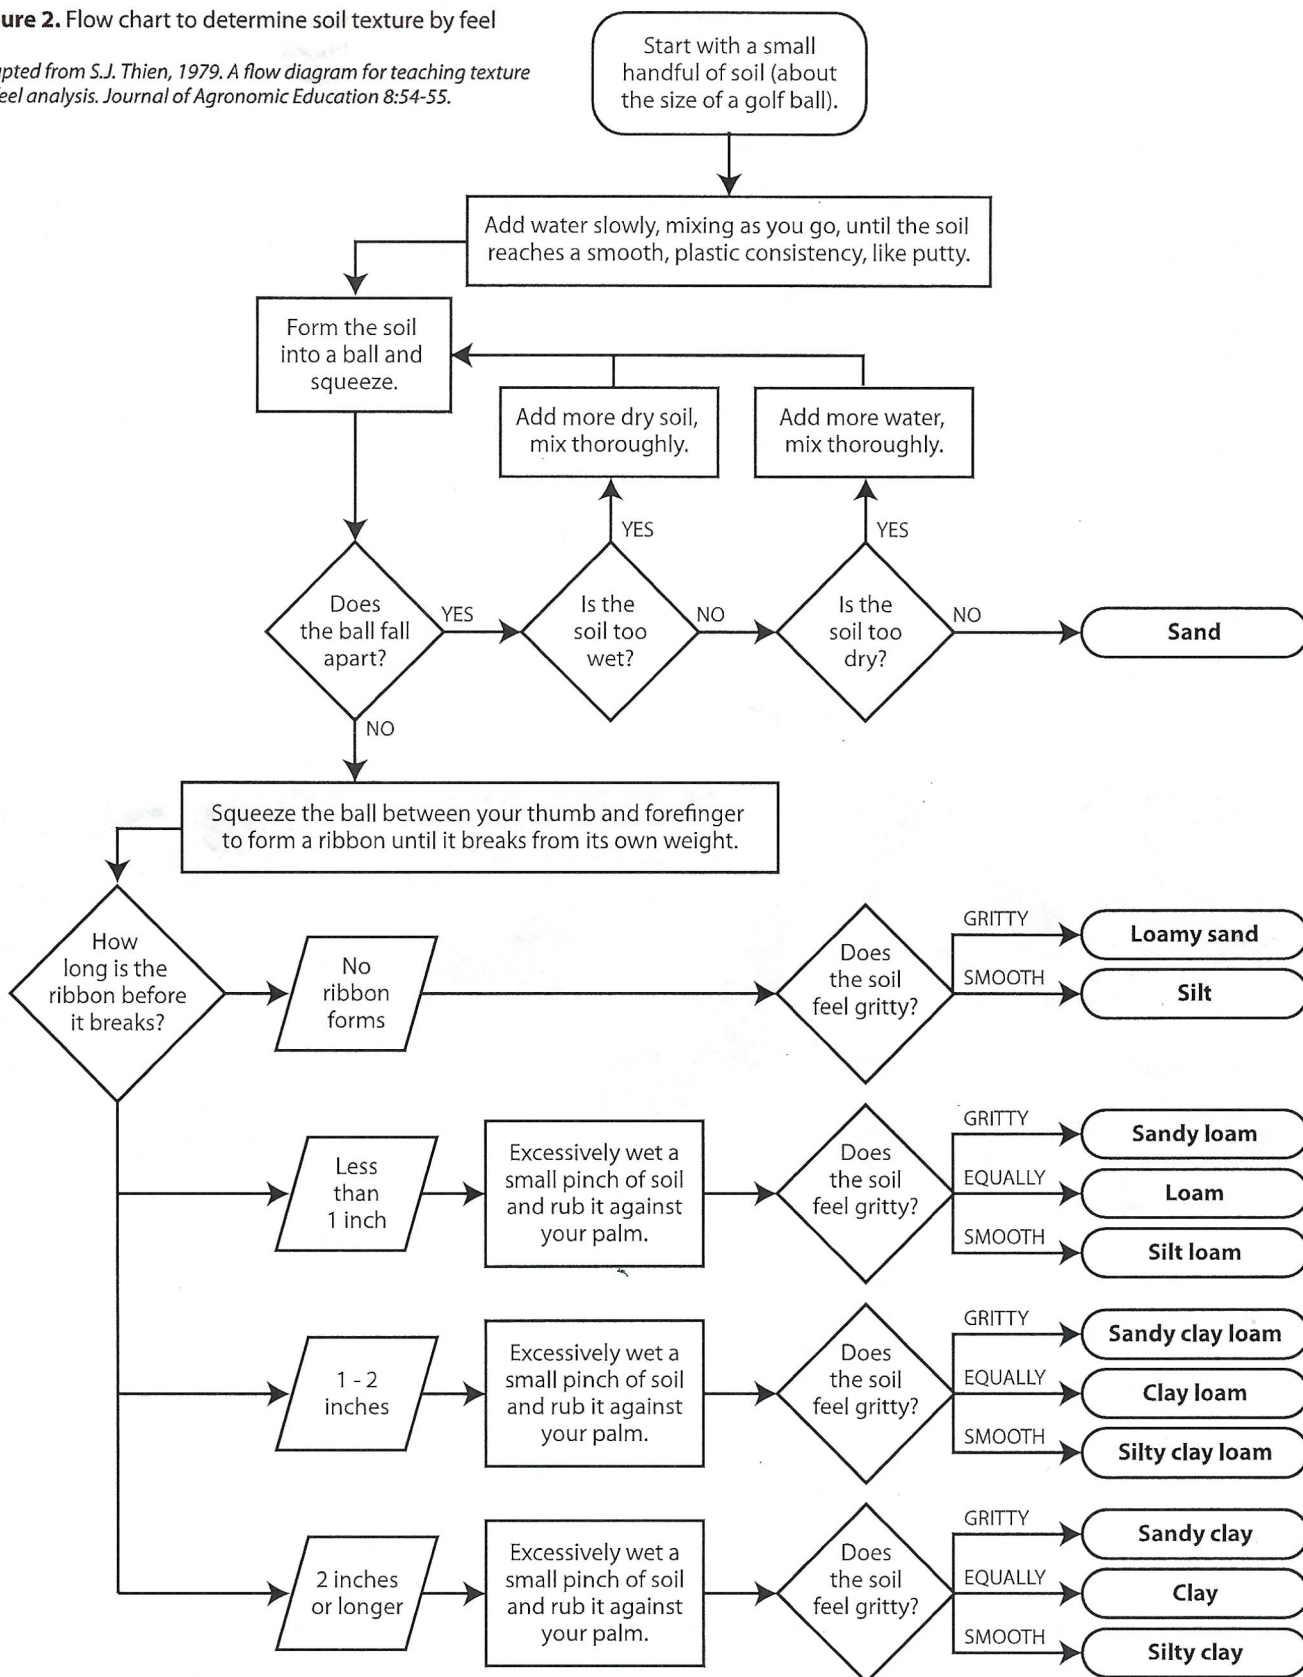 ure 2. Flow chart to determine soil texture by feel
pted from S.J. Thien, 1979. A flow diagram for teaching texture
eel analysis. Journal of Agronomic Education 8:54-55.
Start with a small
handful of soil (about
the size of a golf ball).
Add water slowly, mixing as you go, until the soil
reaches a smooth, plastic consistency, like putty.
Form the soil
into a ball and
squeeze.
Add more dry soil,
mix thoroughly.
Add more water,
mix thoroughly.
YES
YES
Does
the ball fall
apart?
YES
Is the
soil too
wet?
NO
Is the
soil too
dry?
NO
Sand
NO
Squeeze the ball between your thumb and forefinger
to form a ribbon until it breaks from its own weight.
How
long is the
ribbon before
it breaks?
No
ribbon
forms
Does
the soil
feel gritty?
GRITTY
Loamy sand
SMOOTH
Silt
Less
than
1 inch
Excessively wet a
small pinch of soil
and rub it against
your palm.
Does
the soil
feel gritty?
GRITTY
Sandy loam
EQUALLY
Loam
SMOOTH
Silt loam
1 - 2
inches
Excessively wet a
small pinch of soil
and rub it against
your palm.
Does
the soil
feel gritty?
GRITTY
Sandy clay loam
EQUALLY
Clay loam
SMOOTH
Silty clay loam
2 inches
or longer
Excessively wet a
small pinch of soil
and rub it against
your palm.
Does
the soil
feel gritty?
GRITTY
Sandy clay
EQUALLY
Clay
SMOOTH
Silty clay